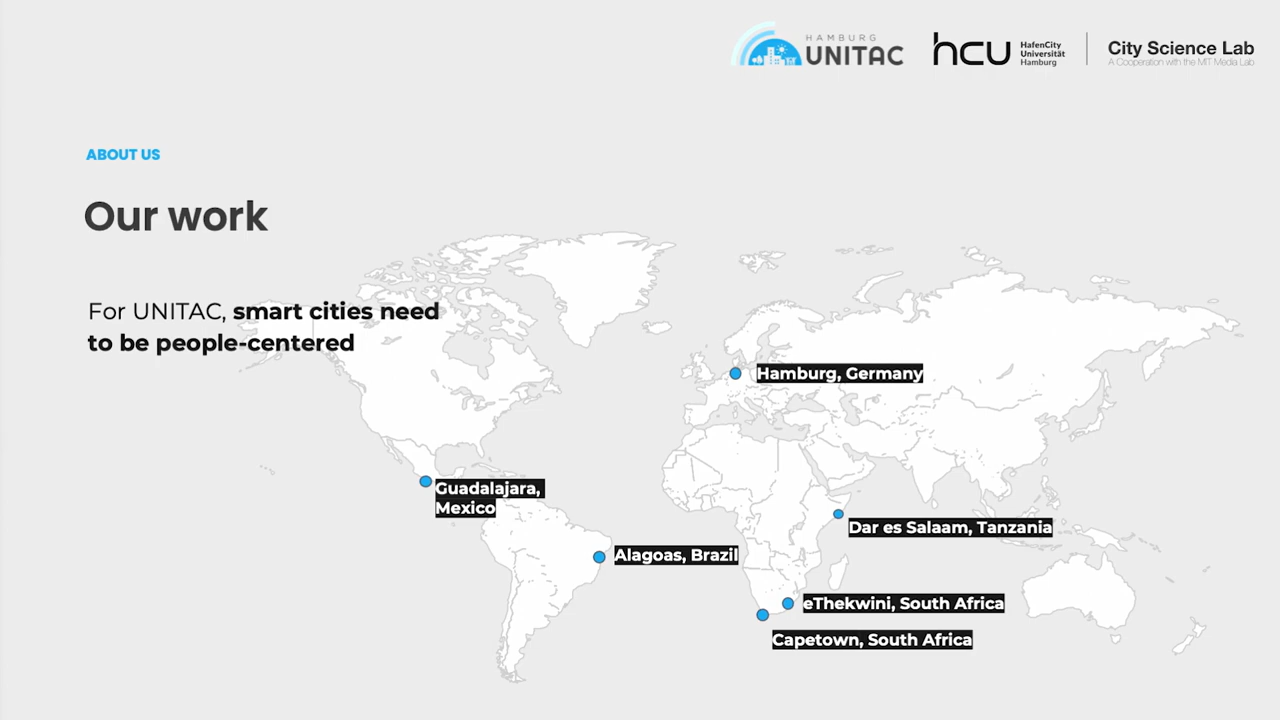 HAMBURG
UNITAC
hcu
HafenCity
Universität
Hamburg
City Science Lab
A Cooperation with the MIT Media Lab
ABOUT US
Our work
For UNITAC, smart cities need
to be people-centered
Hamburg, Germany
Guadalajara,
Mexico
Dar es Salaam, Tanzania
Alagoas, Brazil
eThekwini, South Africa
Capetown, South Africa